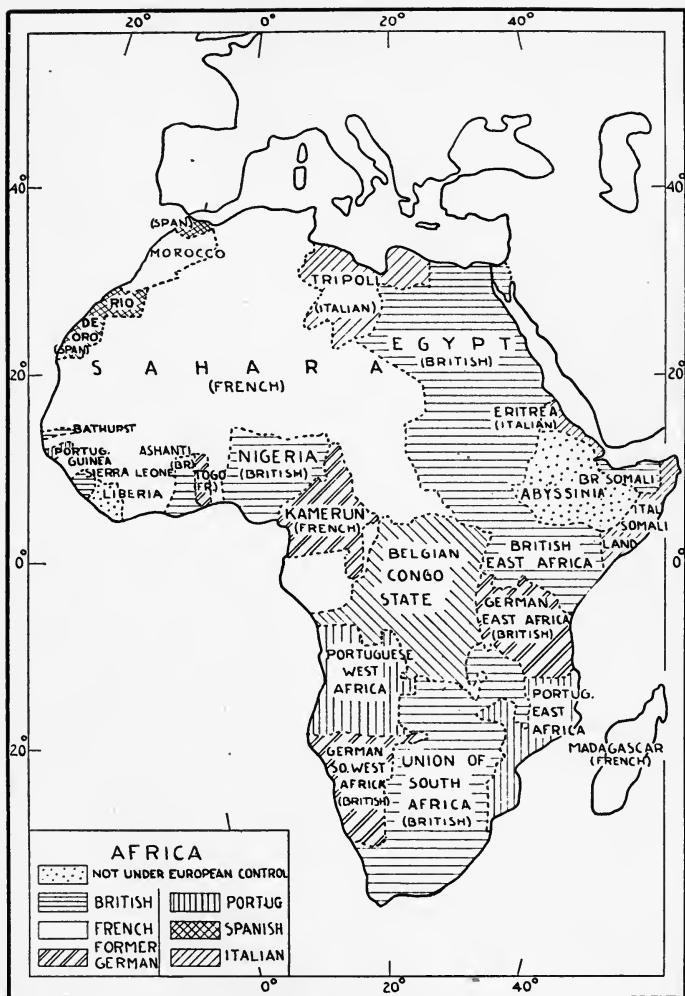 20° 0° 20° 40°
40° 40°
(SPAN)
MOROCCO
TRIPOLI
(ITALIAN)
RIO
DE
ORO
(SPAN)
EGYPT
(BRITISH)
SAHARA
(FRENCH)
20° 20°
ERITREA
(ITALIAN)
BATHURST
PORTUG.
GUINEA
SIERRA LEONE
LIBERIA
ASHANTI
(BR)
TOGO
(FR)
NIGERIA
(BRITISH)
BR SOMALI
ABYSSINIA
ITAL
SOMALI
LAND
KAMERUN
(FRENCH)
BELGIAN
CONGO
STATE
BRITISH
EAST AFRICA
0° 0°
GERMAN
EAST AFRICA
(BRITISH)
PORTUGUESE
WEST
AFRICA
PORTUG.
EAST
AFRICA
MADAGASCAR
(FRENCH)
20° 20°
GERMAN
SO. WEST
AFRICA
(BRITISH)
UNION OF
SOUTH
AFRICA
(BRITISH)
AFRICA
NOT UNDER EUROPEAN CONTROL
BRITISH
FRENCH
FORMER
GERMAN
PORTUG
SPANISH
ITALIAN
0° 20° 40°